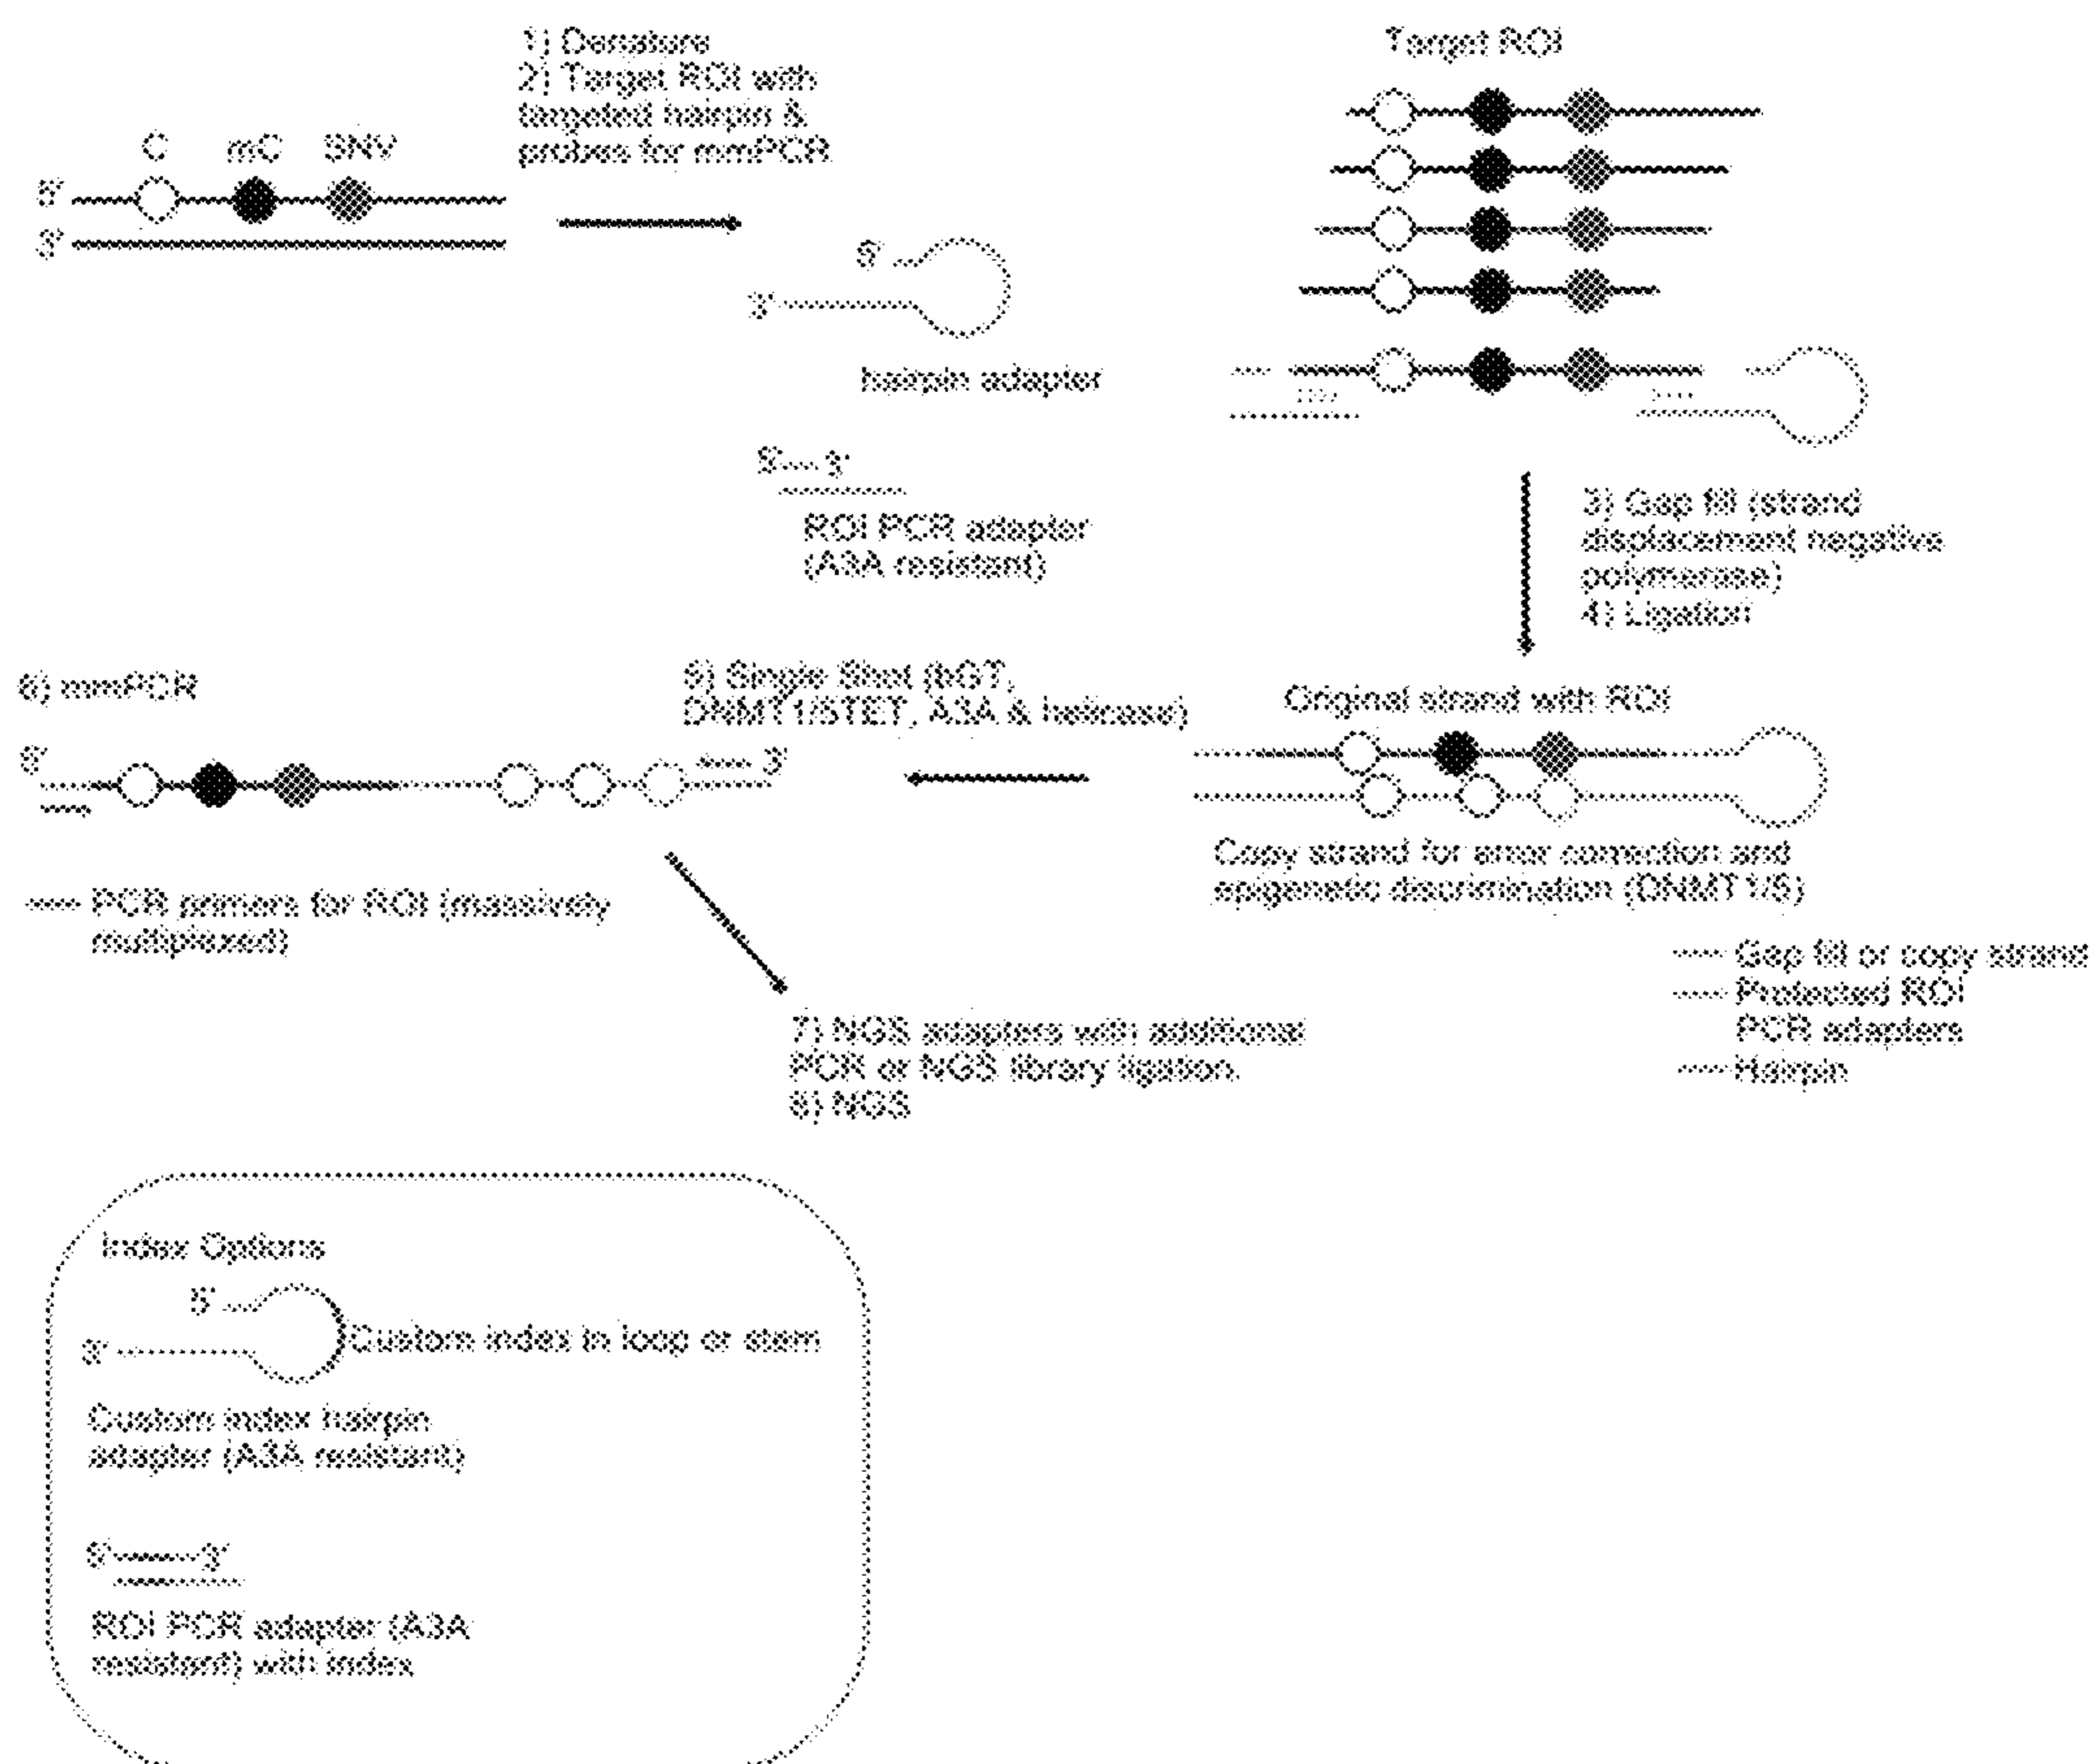 1) Denature
2) Target ROI with
targeted hairpin &
probes for mmPCR
C mC SNV
5'
3'
5'
3'
hairpin adapter
5' 3'
ROI PCR adapter
(A3A resistant)
Target ROI
3) Gap fill (strand
displacement negative
polymerase)
4) Ligation
Original strand with ROI
Copy strand for error correction and
epigenetic discrimination (DNMT1/5)
Gap fill or copy strand
Protected ROI
PCR adapters
Hairpin
5) Single Shot (bGT,
DNMT1/5TET, A3A & helicase)
6) mmPCR
5' 3'
PCR primers for ROI (massively
multiplexed)
7) NGS adapters with additional
PCR or NGS library ligation.
8) NGS
Index Options
5'
3'
Custom index in loop or stem
Custom index hairpin
adapter (A3A resistant)
5' 3'
ROI PCR adapter (A3A
resistant) with index